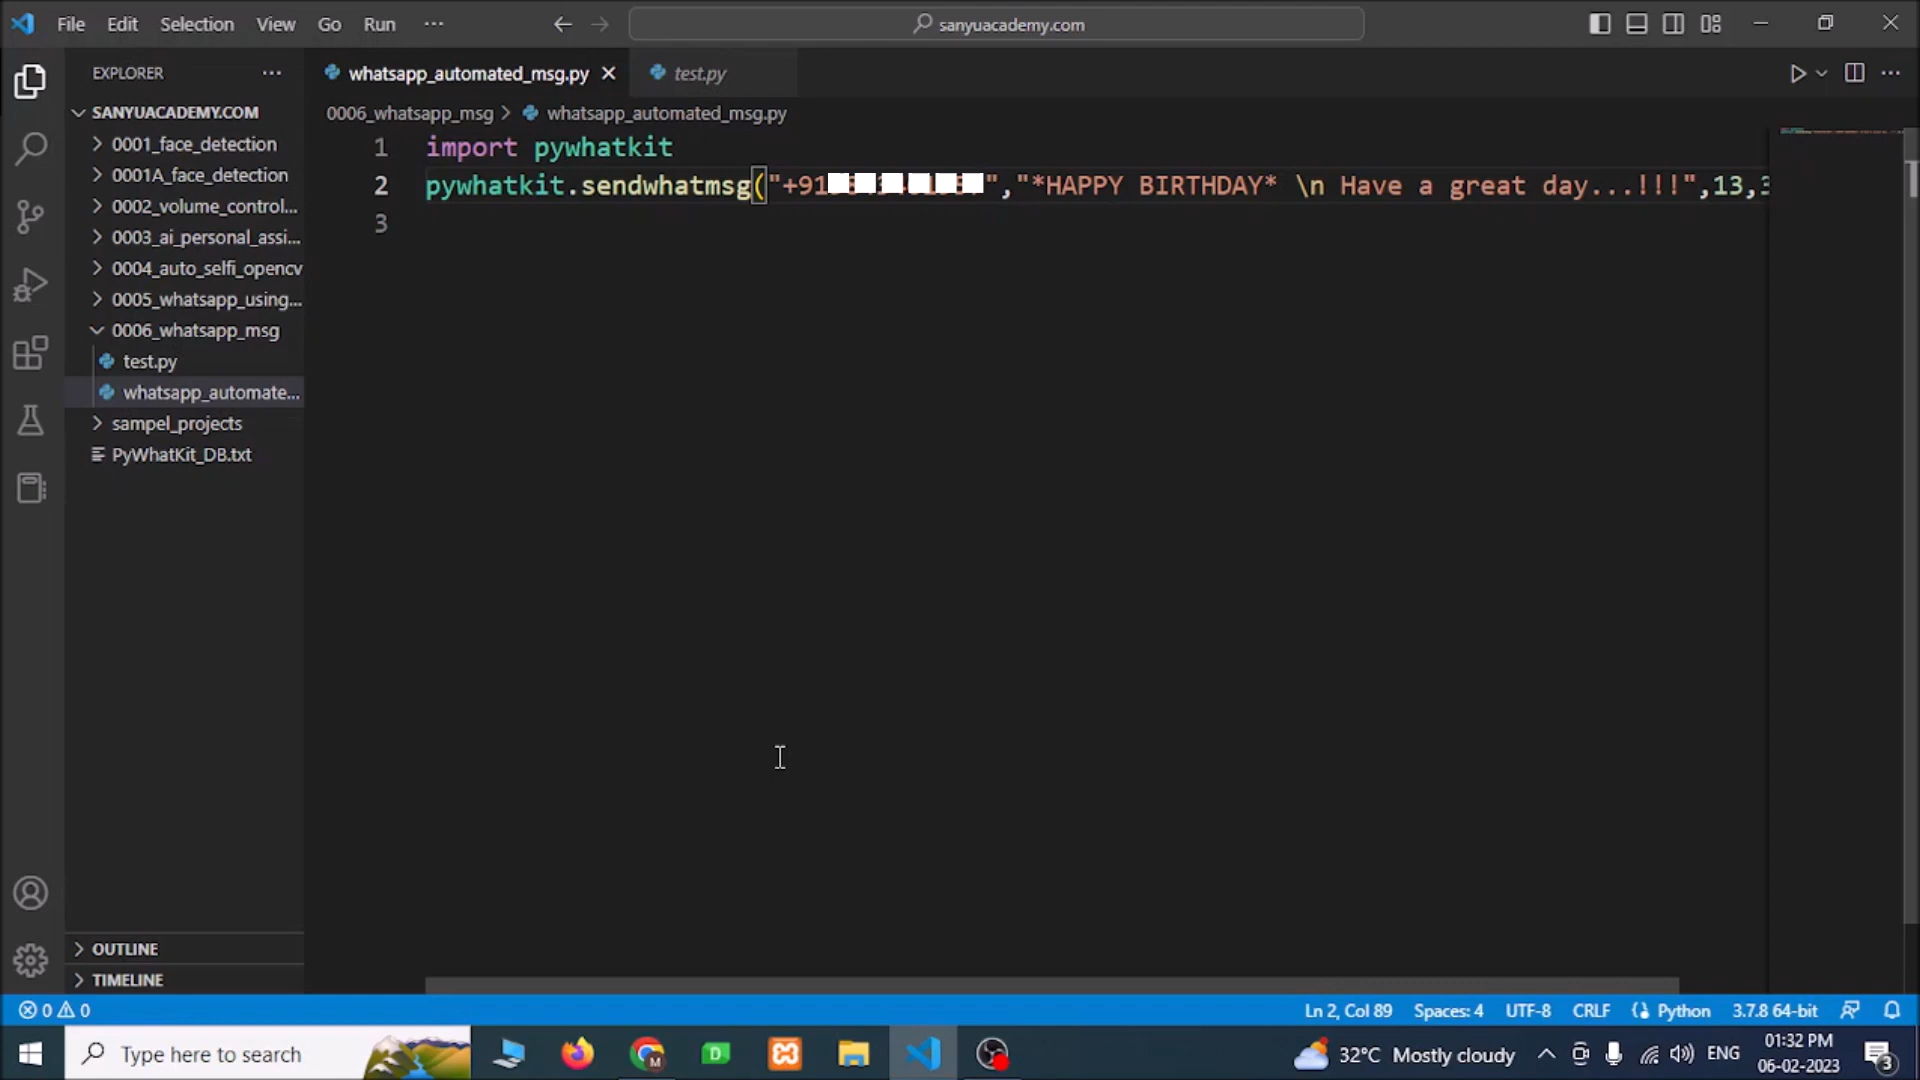 File Edit Selection View Go Run ... sanyuacademy.com
EXPLORER ...
whatsapp_automated_msg.py test.py
SANYUACADEMY.COM
0006_whatsapp_msg > whatsapp_automated_msg.py
0001_face_detection
0001A_face_detection
0002_volume_control...
0003_ai_personal_assi...
0004_auto_selfi_opencv
0005_whatsapp_using...
0006_whatsapp_msg
test.py
whatsapp_automate...
sampel_projects
PyWhatKit_DB.txt
1 import pywhatkit
2 pywhatkit.sendwhatmsg("+91 ","*HAPPY BIRTHDAY* \n Have a great day...!!!",13,3
3
OUTLINE
TIMELINE
0 0 Ln 2, Col 89 Spaces: 4 UTF-8 CRLF Python 3.7.8 64-bit
Type here to search 32°C Mostly cloudy ENG 01:32 PM
06-02-2023 3